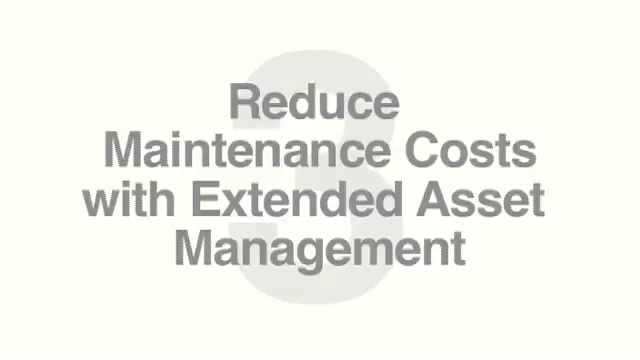 3
Reduce
Maintenance Costs
with Extended Asset
Management